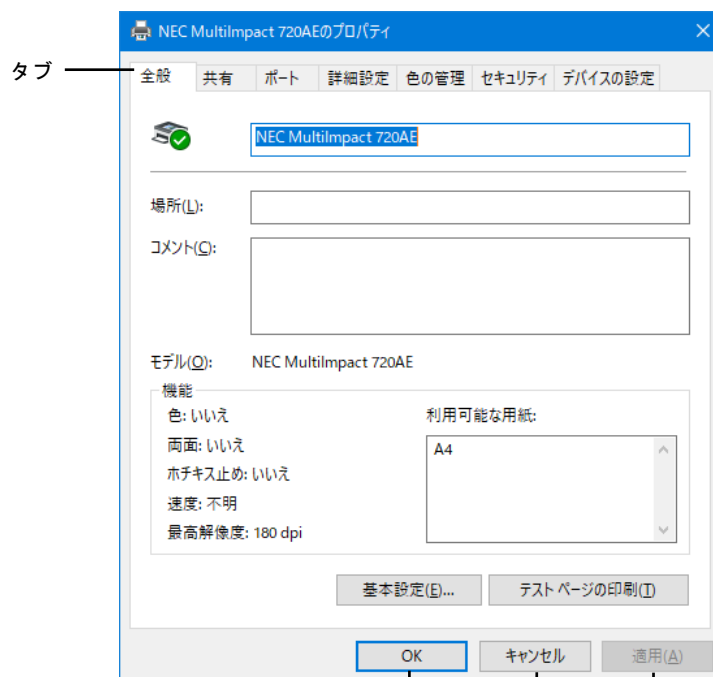 NEC MultiImpact 720AEのプロパティ
タブ
全般 共有 ポート 詳細設定 色の管理 セキュリティ デバイスの設定
NEC MultiImpact 720AE
場所(L):
コメント(C):
モデル(O): NEC MultiImpact 720AE
機能
色: いいえ 利用可能な用紙:
両面: いいえ A4
ホチキス止め: いいえ
速度: 不明
最高解像度: 180 dpi
基本設定(E)... テスト ページの印刷(T)
OK キャンセル 適用(A)